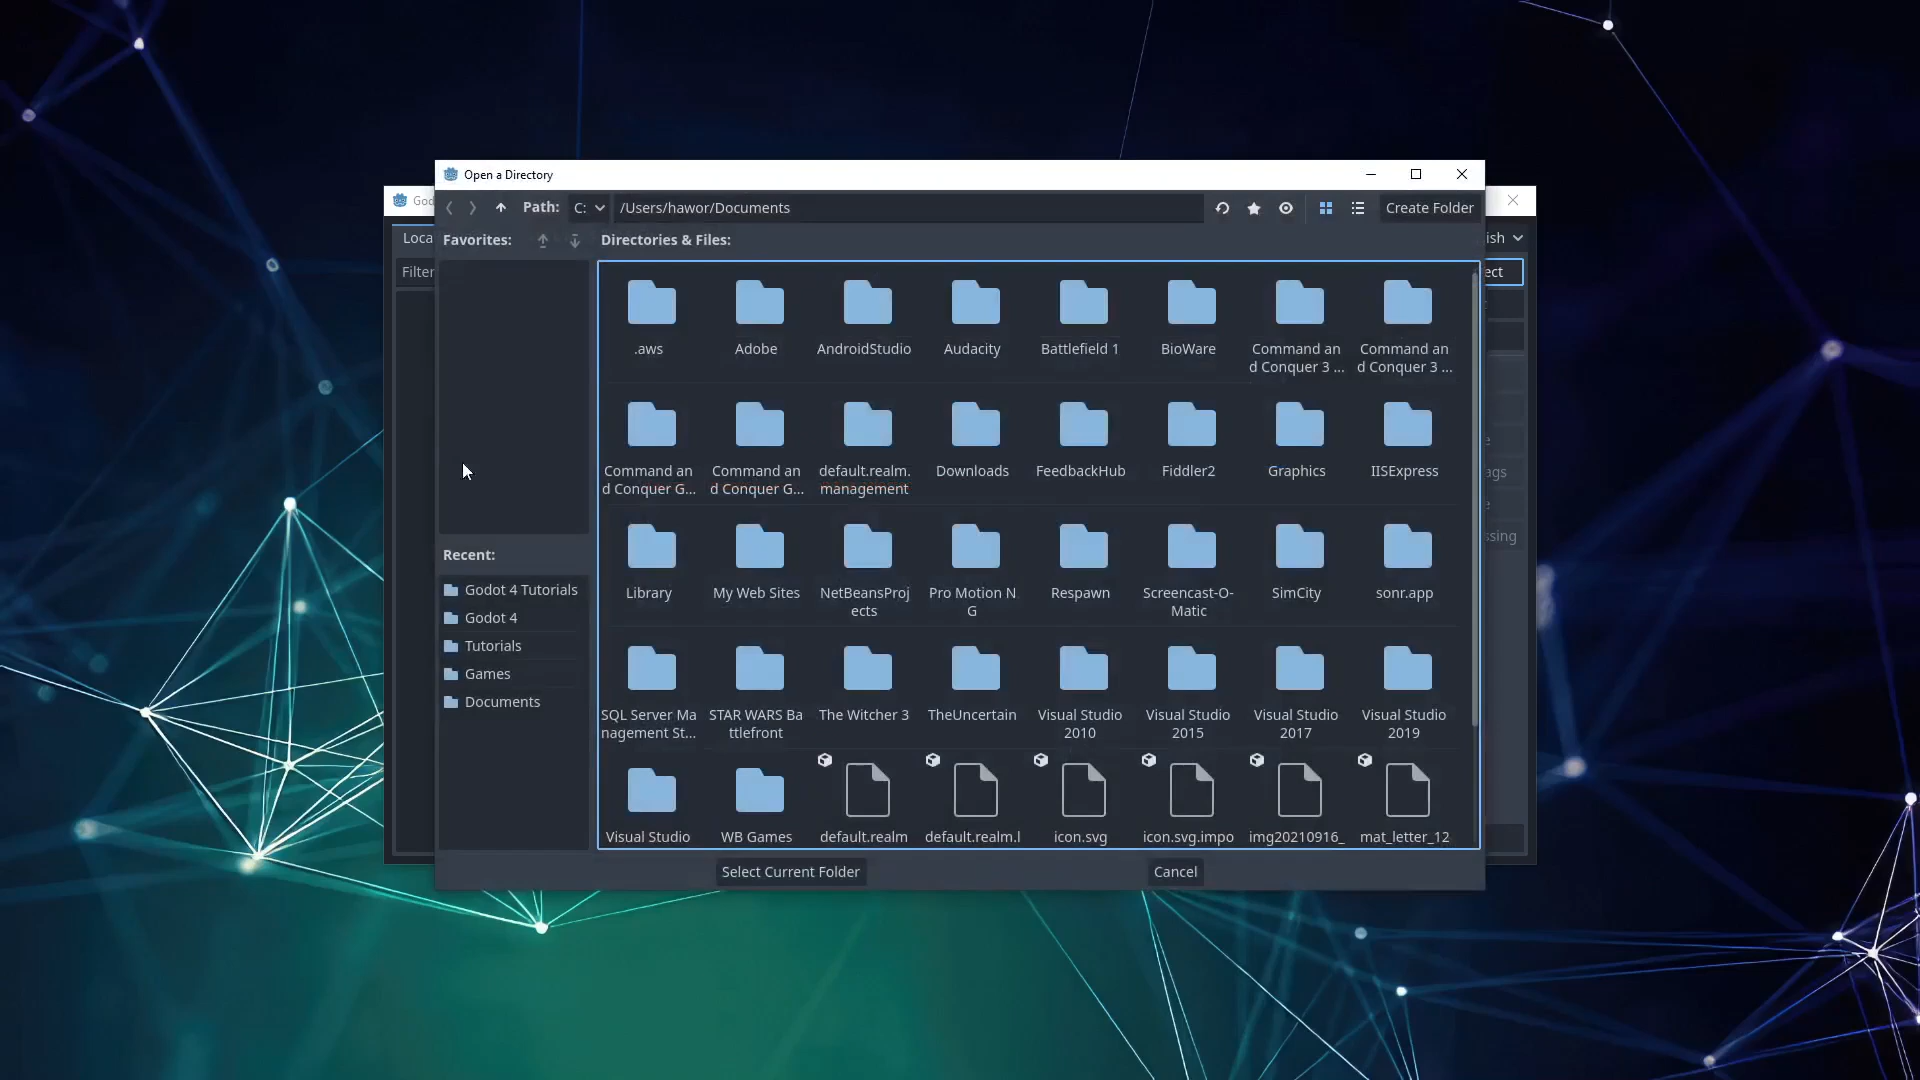 Open a Directory
God
Path: C: /Users/hawor/Documents Create Folder
Loca
Favorites: Directories & Files:
ish
Filter
ect
.aws Adobe AndroidStudio Audacity Battlefield 1 BioWare Command an Command an
d Conquer 3 ... d Conquer 3 ...
e
Command an Command an default.realm. Downloads FeedbackHub Fiddler2 Graphics IISExpress
ags
d Conquer G... d Conquer G... management
e
ssing
Recent:
Godot 4 Tutorials
Godot 4
Tutorials
Games
Documents
Library My Web Sites NetBeansProj Pro Motion N Respawn Screencast-O- SimCity sonr.app
ects G Matic
SQL Server Ma STAR WARS Ba The Witcher 3 TheUncertain Visual Studio Visual Studio Visual Studio Visual Studio
nagement St... ttlefront 2010 2015 2017 2019
Visual Studio WB Games default.realm default.realm.l icon.svg icon.svg.impo img20210916_ mat_letter_12
Select Current Folder Cancel